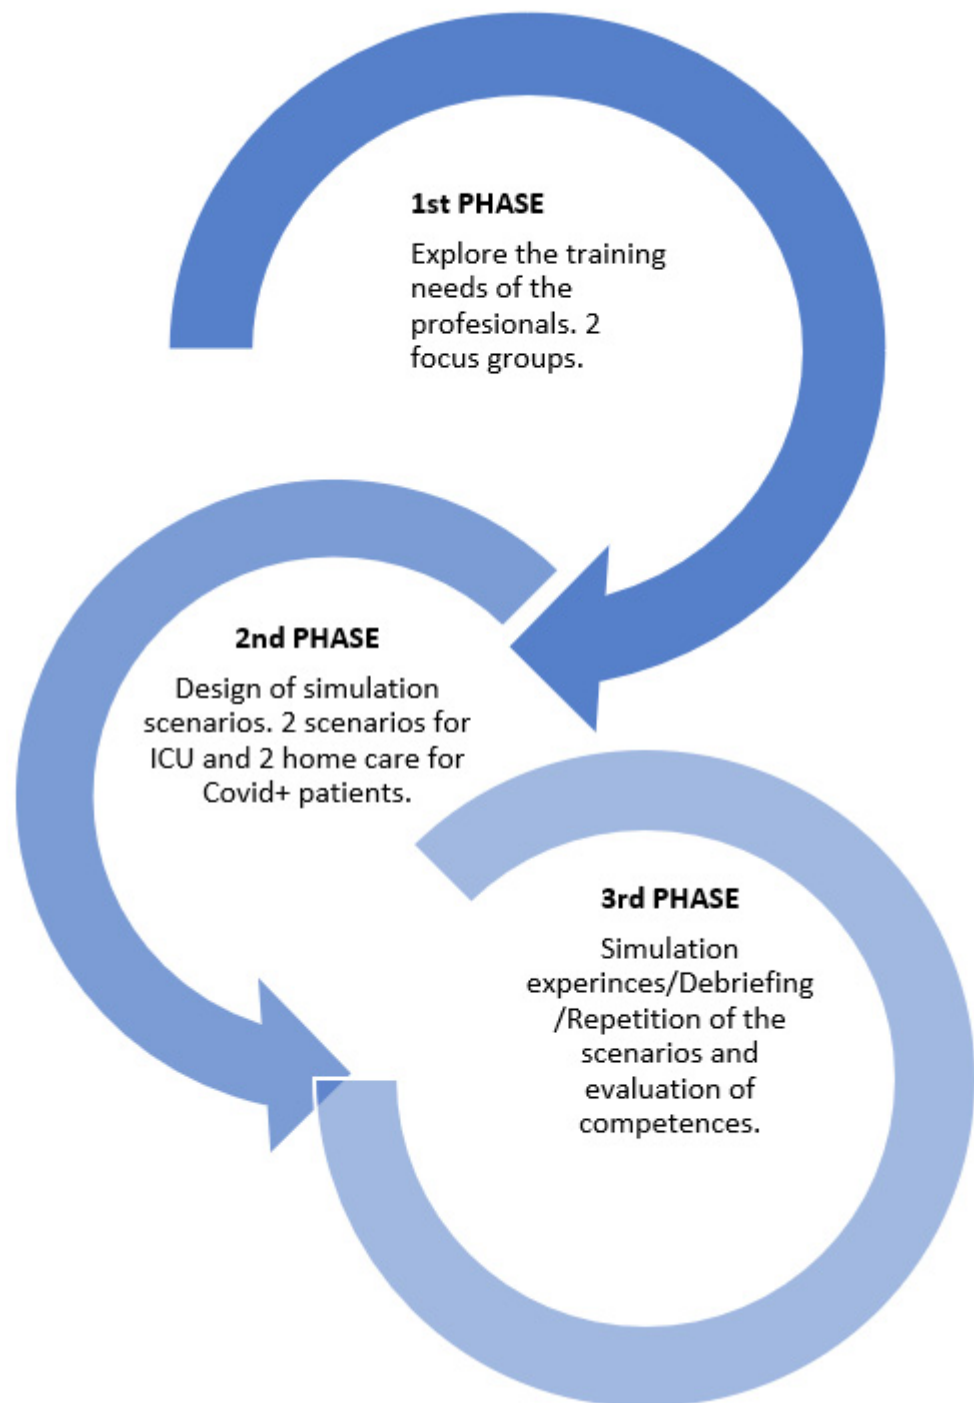 1st PHASE
Explore the training
needs of the
profesionals. 2
focus groups.
2nd PHASE
Design of simulation
scenarios. 2 scenarios for
ICU and 2 home care for
Covid+ patients.
3rd PHASE
Simulation
experinces/Debriefing
/Repetition of the
scenarios and
evaluation of
competences.